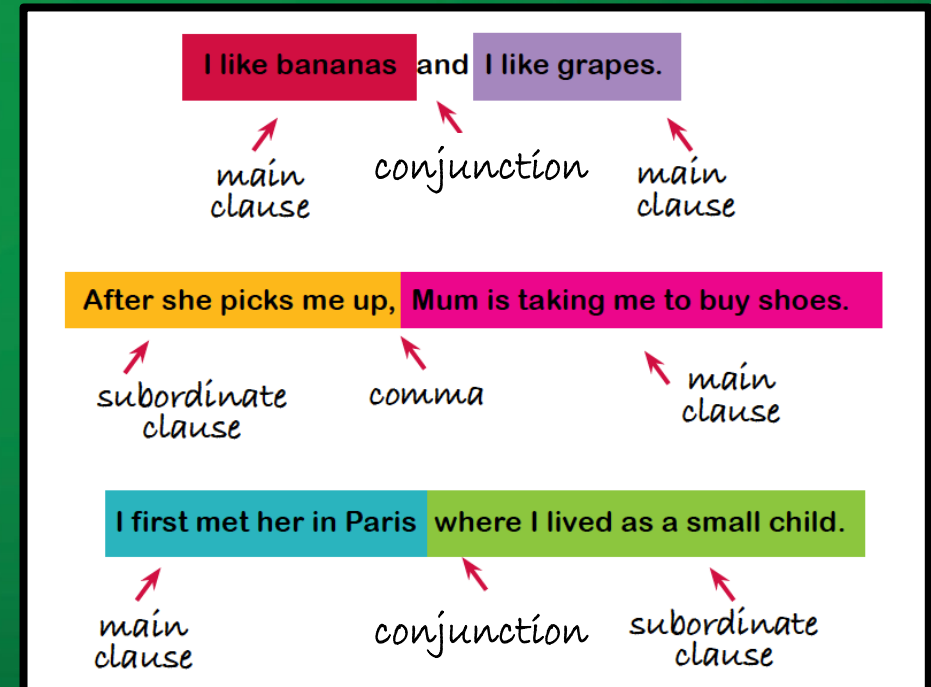 I like bananas and I like grapes.
main
clause
conjunction
main
clause
After she picks me up, Mum is taking me to buy shoes.
subordinate
clause
comma
main
clause
I first met her in Paris where I lived as a small child.
main
clause
conjunction
subordinate
clause